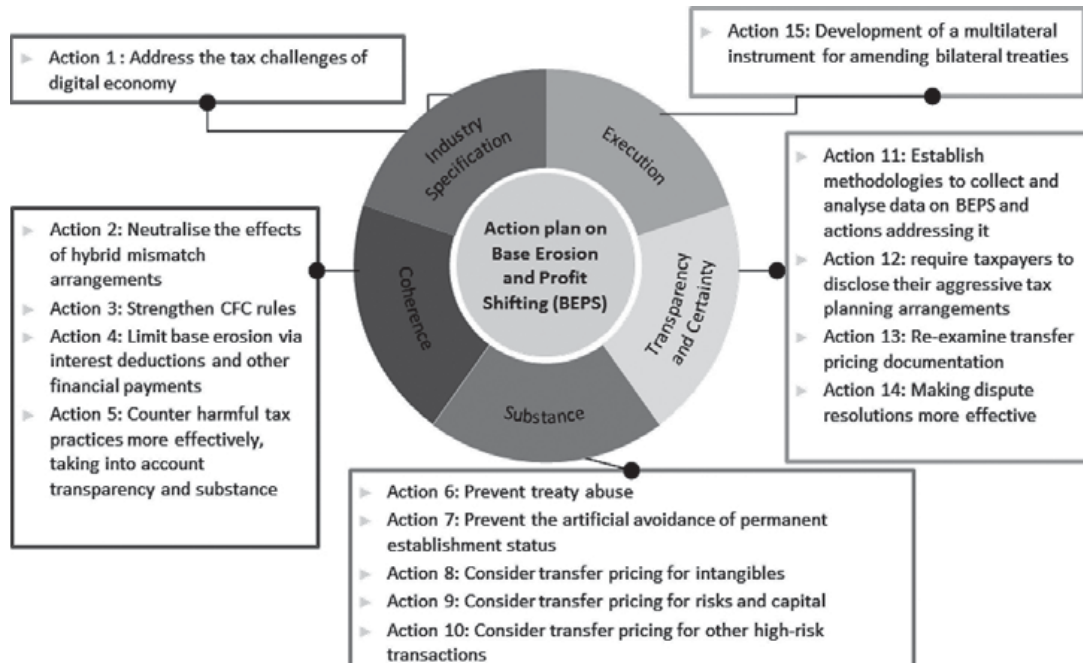 Action 1 : Address the tax challenges of
digital economy
Action 15: Development of a multilateral
instrument for amending bilateral treaties
Industry
Specification
Execution
Action 2: Neutralise the effects
of hybrid mismatch
arrangements
Action 3: Strengthen CFC rules
Action 4: Limit base erosion via
interest deductions and other
financial payments
Action 5: Counter harmful tax
practices more effectively,
taking into account
transparency and substance
Coherence
Action plan on
Base Erosion
and Profit
Shifting (BEPS)
Transparency
and Certainty
Action 11: Establish
methodologies to collect and
analyse data on BEPS and
actions addressing it
Action 12: require taxpayers to
disclose their aggressive tax
planning arrangements
Action 13: Re-examine transfer
pricing documentation
Action 14: Making dispute
resolutions more effective
Substance
Action 6: Prevent treaty abuse
Action 7: Prevent the artificial avoidance of permanent
establishment status
Action 8: Consider transfer pricing for intangibles
Action 9: Consider transfer pricing for risks and capital
Action 10: Consider transfer pricing for other high-risk
transactions